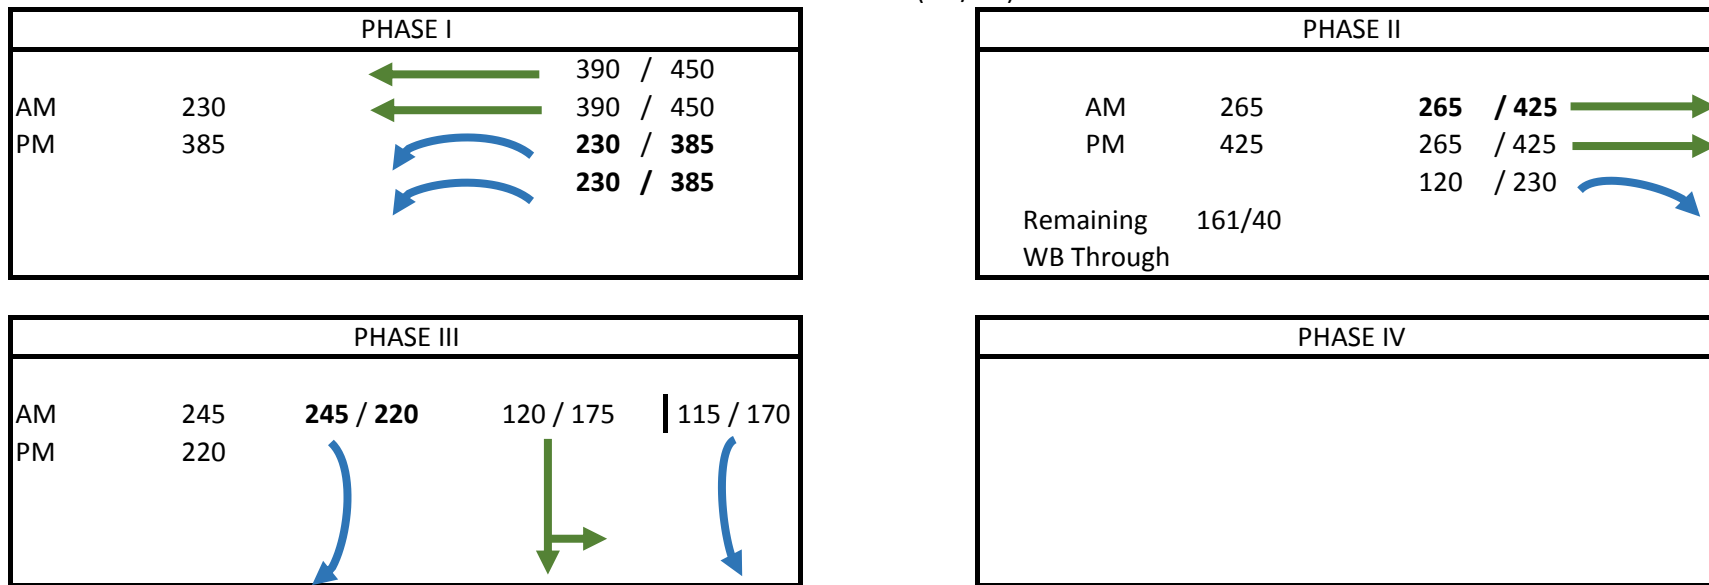 PHASE I
390 / 450
AM 230 390 / 450
PM 385 230 / 385
230 / 385
PHASE II
AM 265 265 / 425
PM 425 265 / 425
120 / 230
Remaining 161/40
WB Through
PHASE III
AM 245 245 / 220 120 / 175 115 / 170
PM 220
PHASE IV